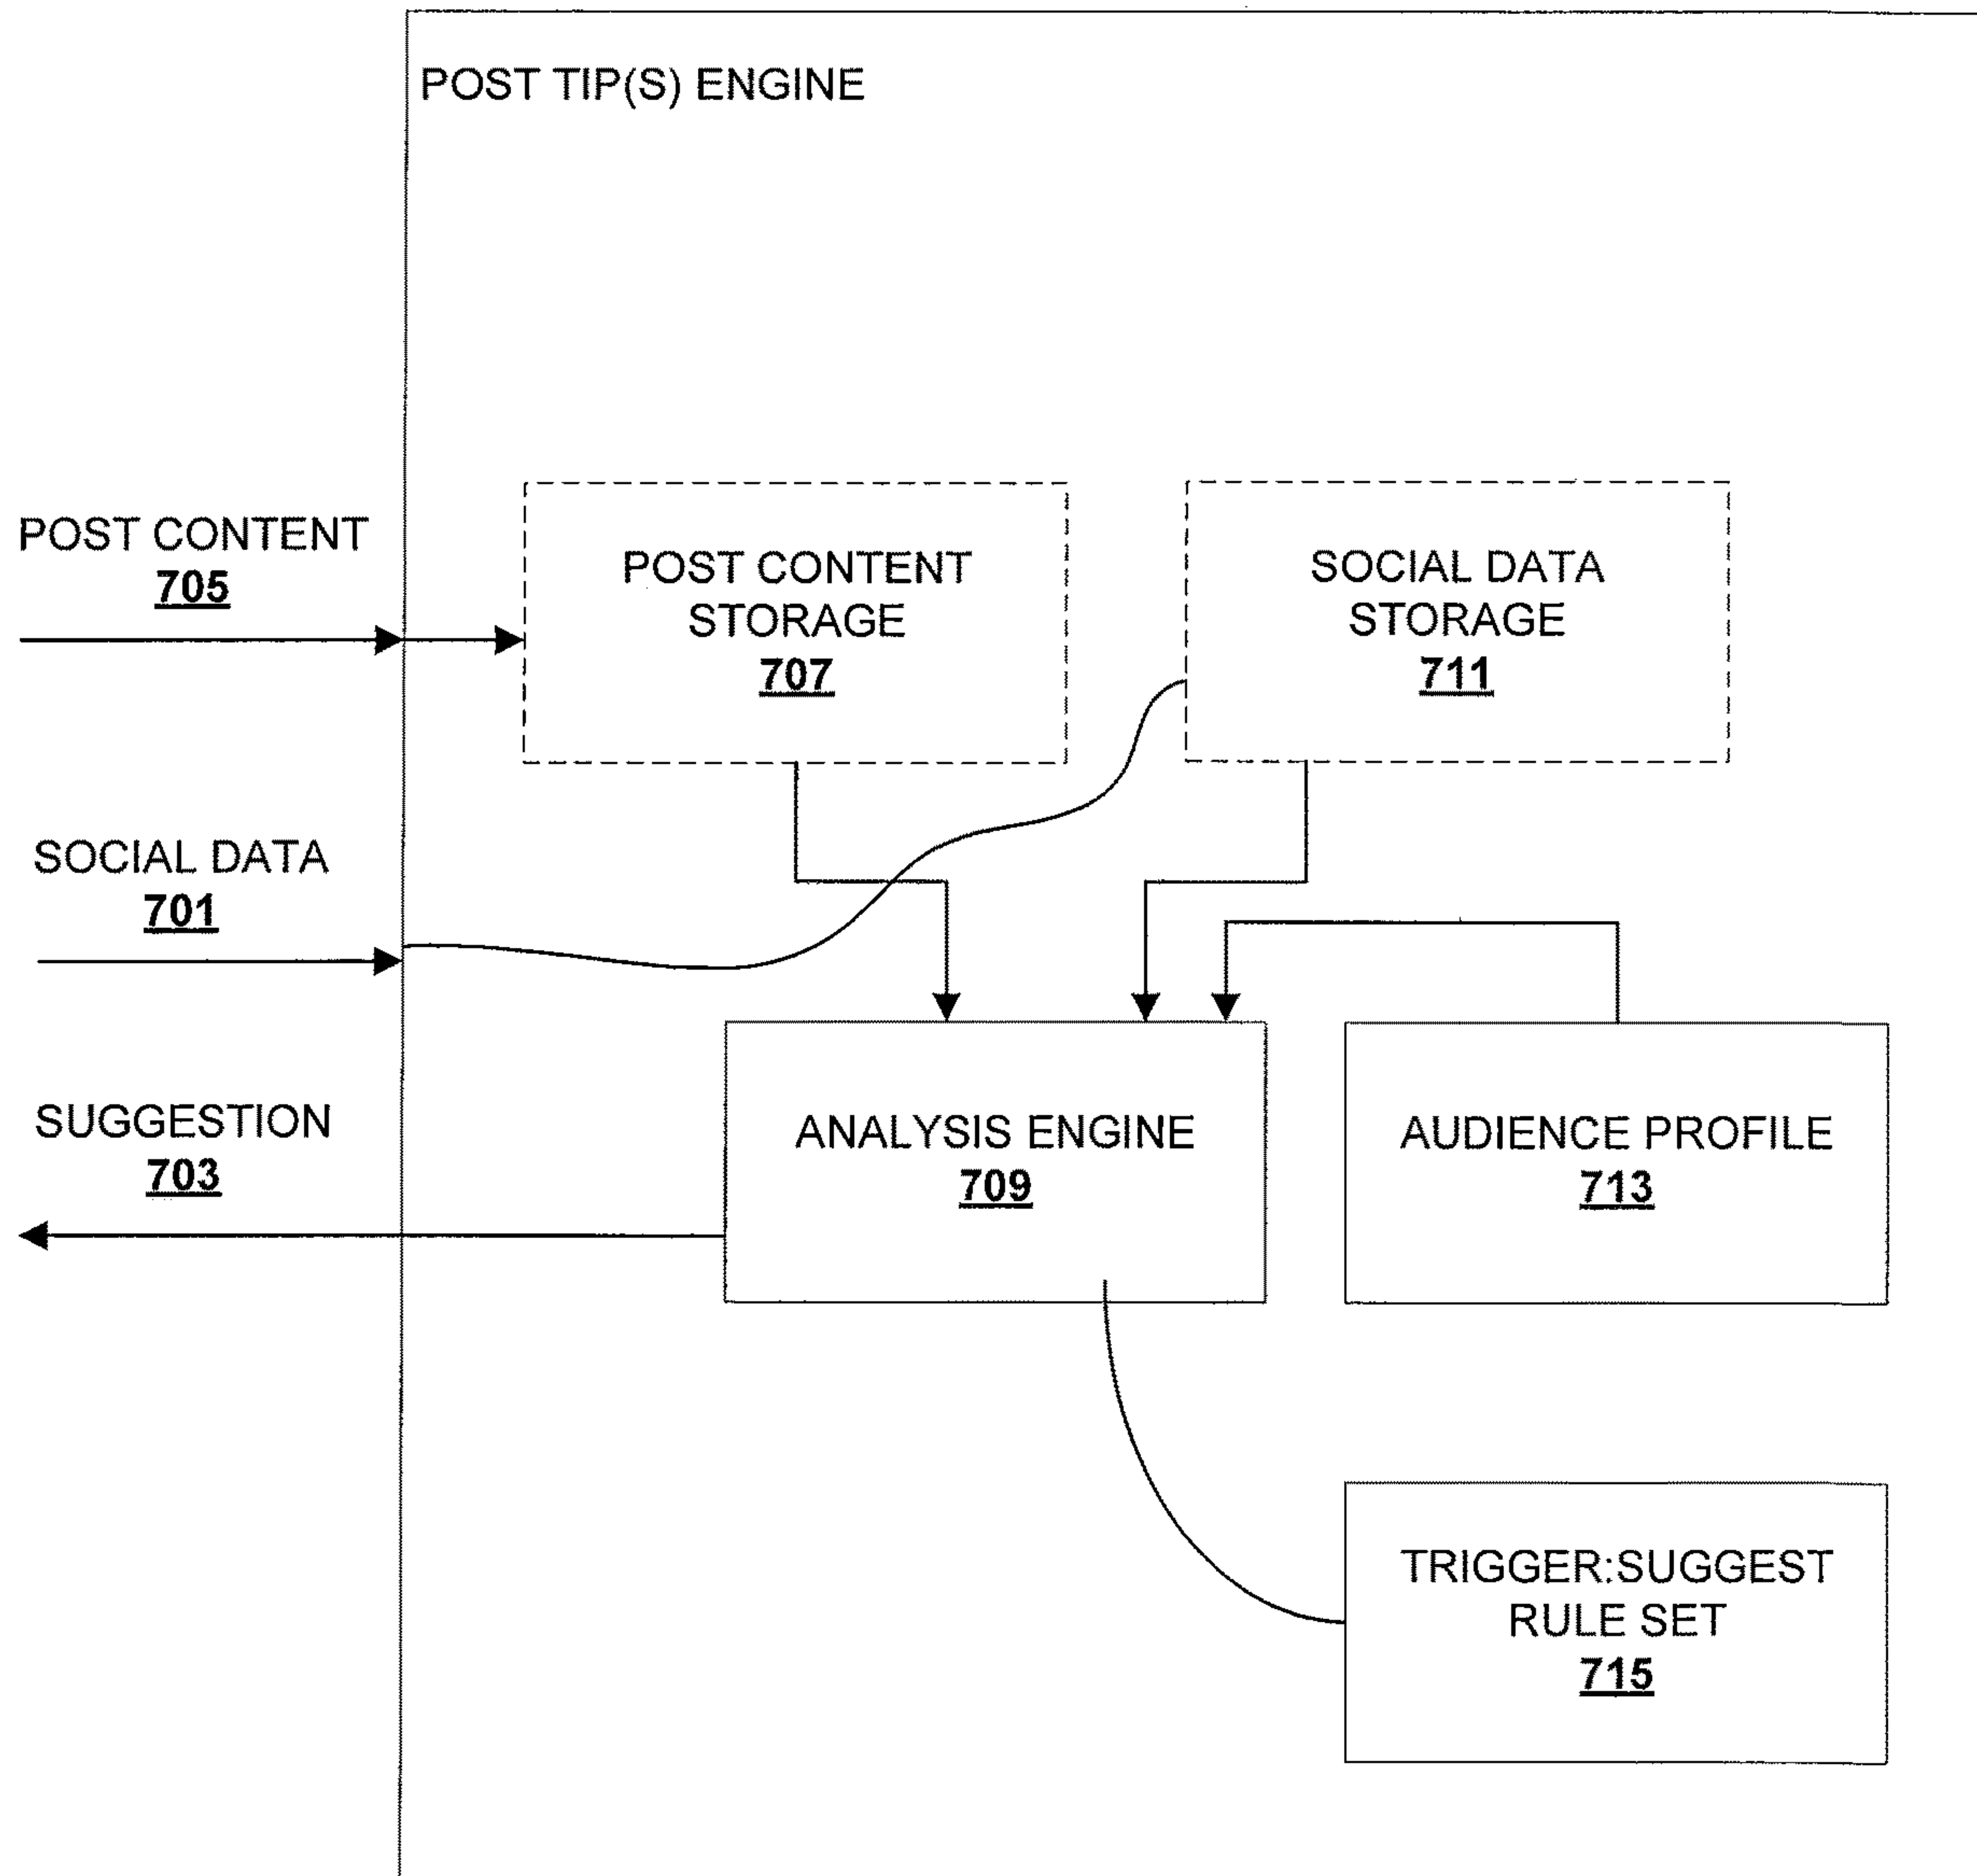 POST TIP(S) ENGINE
POST CONTENT
705
POST CONTENT
STORAGE
707
SOCIAL DATA
STORAGE
711
SOCIAL DATA
701
SUGGESTION
703
ANALYSIS ENGINE
709
AUDIENCE PROFILE
713
TRIGGER:SUGGEST
RULE SET
715